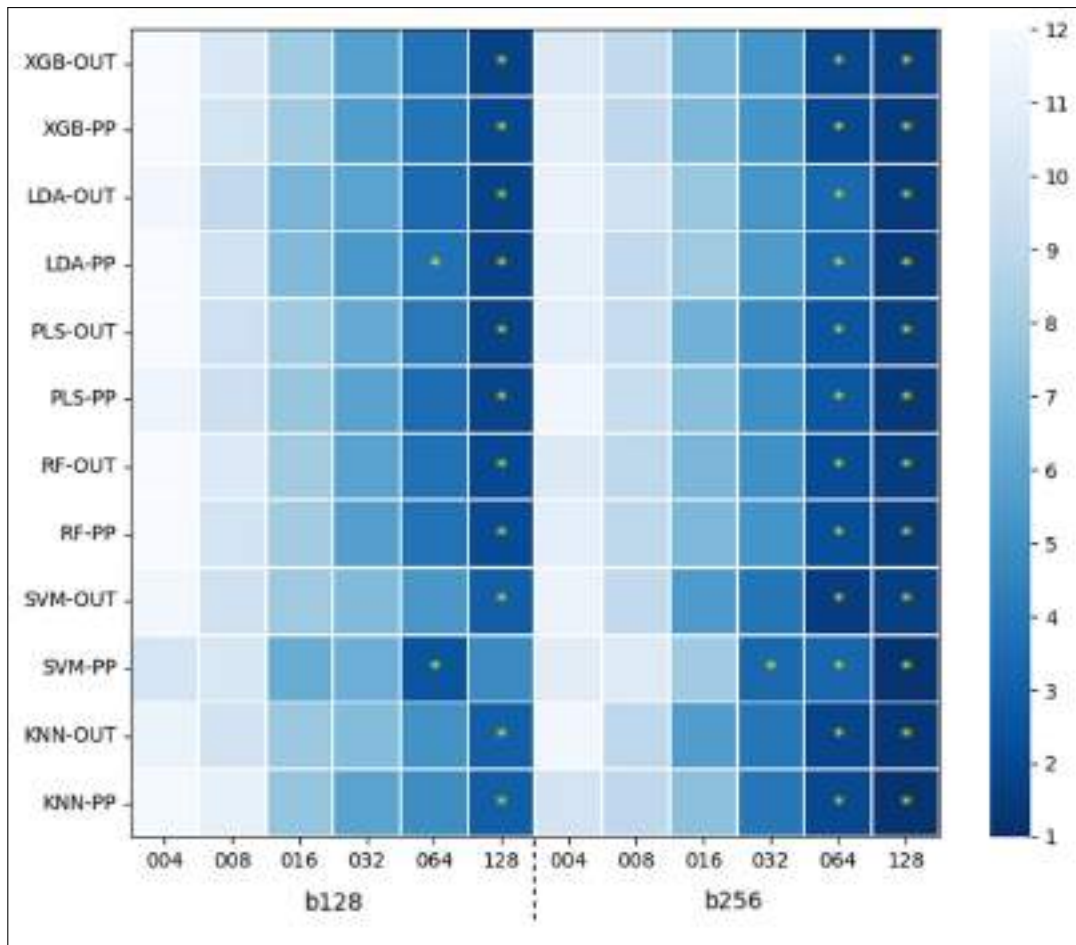 XGB-OUT
XGB-PP
LDA-OUT
LDA-PP
PLS-OUT
PLS-PP
RF-OUT
RF-PP
SVM-OUT
SVM-PP
KNN-OUT
KNN-PP
004 008 016 032 064 128 004 008 016 032 064 128
b128 b256
12
11
10
9
8
7
6
5
4
3
2
1